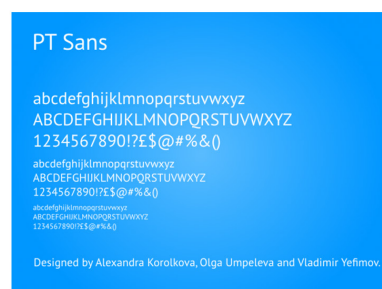 PT Sans
abcdefghijklmnopqrstuvwxyz
ABCDEFGHIJKLMNOPQRSTUVWXYZ
1234567890!?£$@#%&()
abcdefghijklmnopqrstuvwxyz
ABCDEFGHIJKLMNOPQRSTUVWXYZ
1234567890!?£$@#%&()
abcdefghijklmnopqrstuvwxyz
ABCDEFGHIJKLMNOPQRSTUVWXYZ
1234567890!?£$@#%&()
Designed by Alexandra Korolkova, Olga Umpeleva and Vladimir Yefimov.